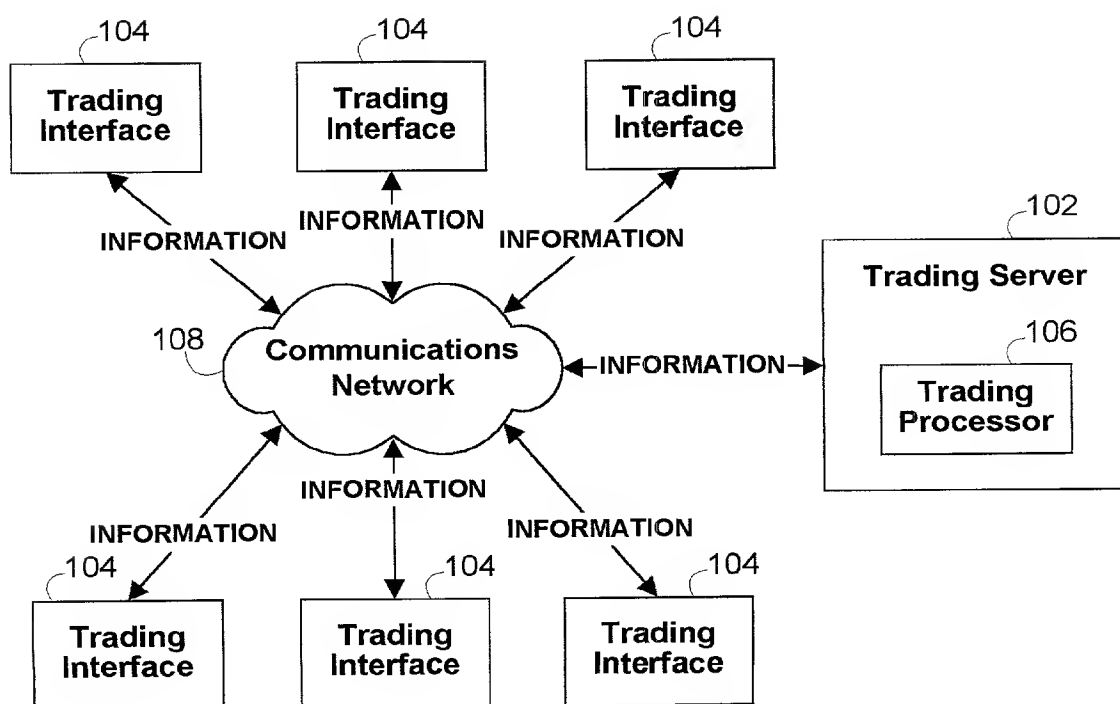 104
104
104
Trading
Interface
Trading
Interface
Trading
Interface
INFORMATION
INFORMATION
INFORMATION
102
Trading Server
108
Communications
Network
INFORMATION
106
Trading
Processor
INFORMATION
INFORMATION
INFORMATION
104
104
104
Trading
Interface
Trading
Interface
Trading
Interface